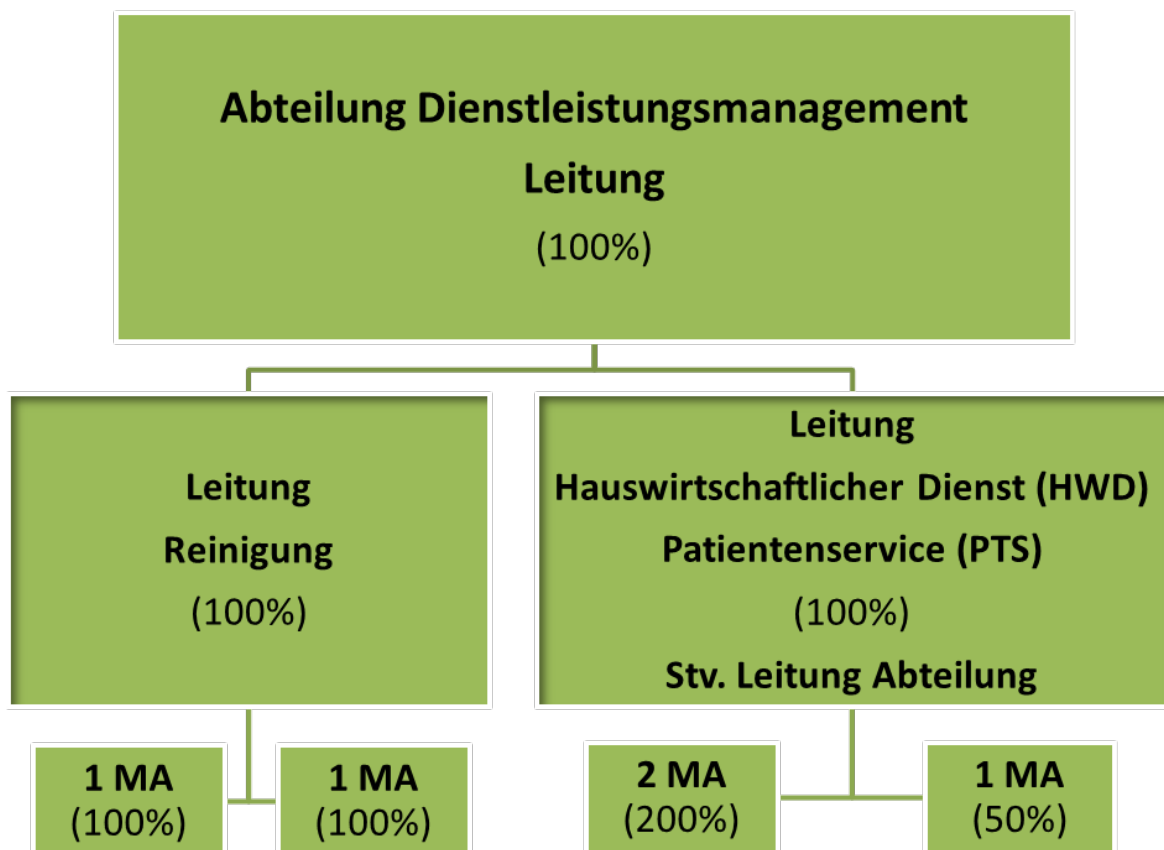 Abteilung Dienstleistungsmanagement
Leitung
(100%)
Leitung
Reinigung
(100%)
Leitung
Hauswirtschaftlicher Dienst (HWD)
Patientenservice (PTS)
(100%)
Stv. Leitung Abteilung
1 MA
(100%)
1 MA
(100%)
2 MA
(200%)
1 MA
(50%)